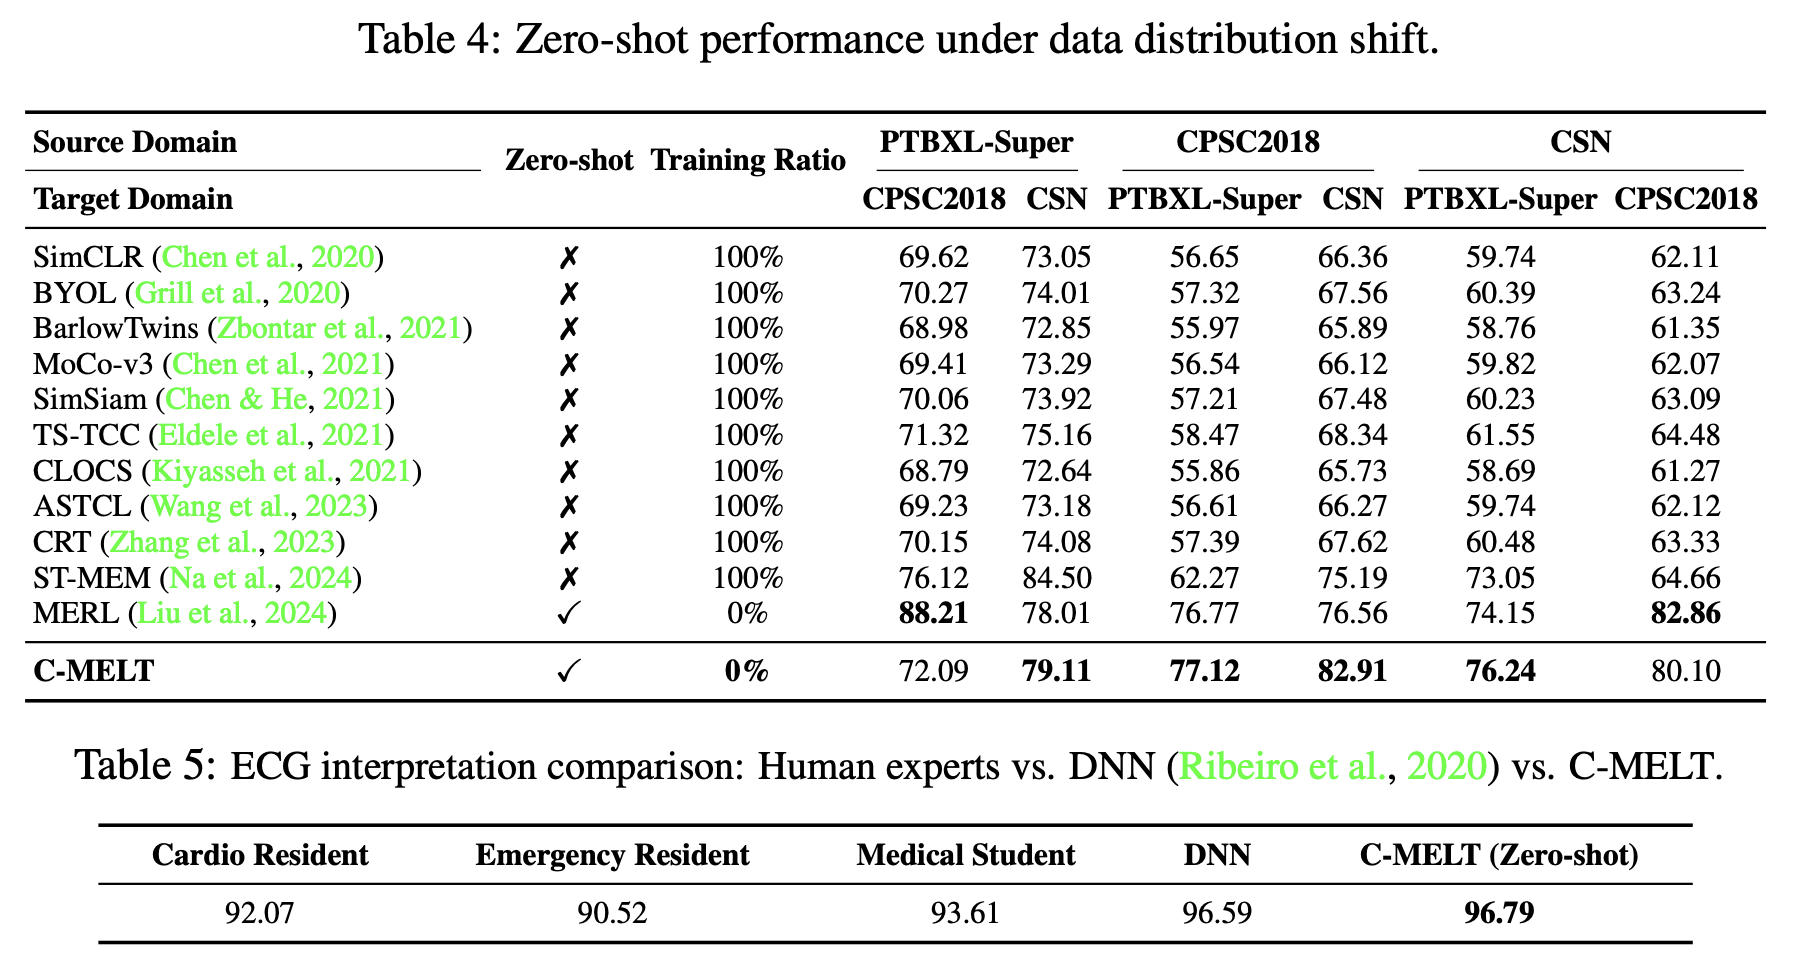 Table 4: Zero-shot performance under data distribution shift.
Source Domain Zero-shot Training Ratio PTBXL-Super CPSC2018 CSN
Target Domain CPSC2018 CSN PTBXL-Super CSN PTBXL-Super CPSC2018
SimCLR (Chen et al., 2020) ✗ 100% 69.62 73.05 56.65 66.36 59.74 62.11
BYOL (Grill et al., 2020) ✗ 100% 70.27 74.01 57.32 67.56 60.39 63.24
BarlowTwins (Zbontar et al., 2021) ✗ 100% 68.98 72.85 55.97 65.89 58.76 61.35
MoCo-v3 (Chen et al., 2021) ✗ 100% 69.41 73.29 56.54 66.12 59.82 62.07
SimSiam (Chen & He, 2021) ✗ 100% 70.06 73.92 57.21 67.48 60.23 63.09
TS-TCC (Eldele et al., 2021) ✗ 100% 71.32 75.16 58.47 68.34 61.55 64.48
CLOCS (Kiyasseh et al., 2021) ✗ 100% 68.79 72.64 55.86 65.73 58.69 61.27
ASTCL (Wang et al., 2023) ✗ 100% 69.23 73.18 56.61 66.27 59.74 62.12
CRT (Zhang et al., 2023) ✗ 100% 70.15 74.08 57.39 67.62 60.48 63.33
ST-MEM (Na et al., 2024) ✗ 100% 76.12 84.50 62.27 75.19 73.05 64.66
MERL (Liu et al., 2024) ✓ 0% 88.21 78.01 76.77 76.56 74.15 82.86
C-MELT ✓ 0% 72.09 79.11 77.12 82.91 76.24 80.10
Table 5: ECG interpretation comparison: Human experts vs. DNN (Ribeiro et al., 2020) vs. C-MELT.
Cardio Resident Emergency Resident Medical Student DNN C-MELT (Zero-shot)
92.07 90.52 93.61 96.59 96.79